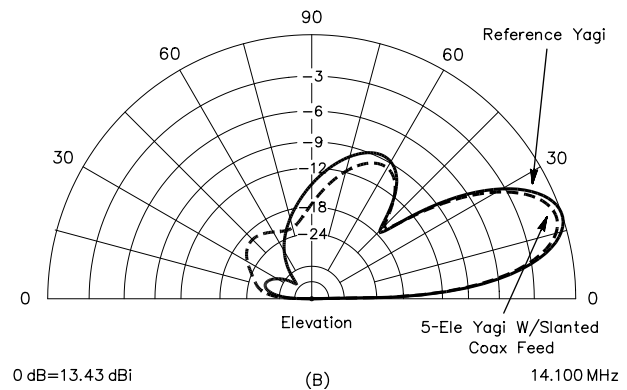 90
Reference Yagi
60
60
-3
-6
-9
30
-12
30
-18
-24
0
0
Elevation
5-Ele Yagi W/Slanted
Coax Feed
0 dB=13.43 dBi
(B)
14.100 MHz